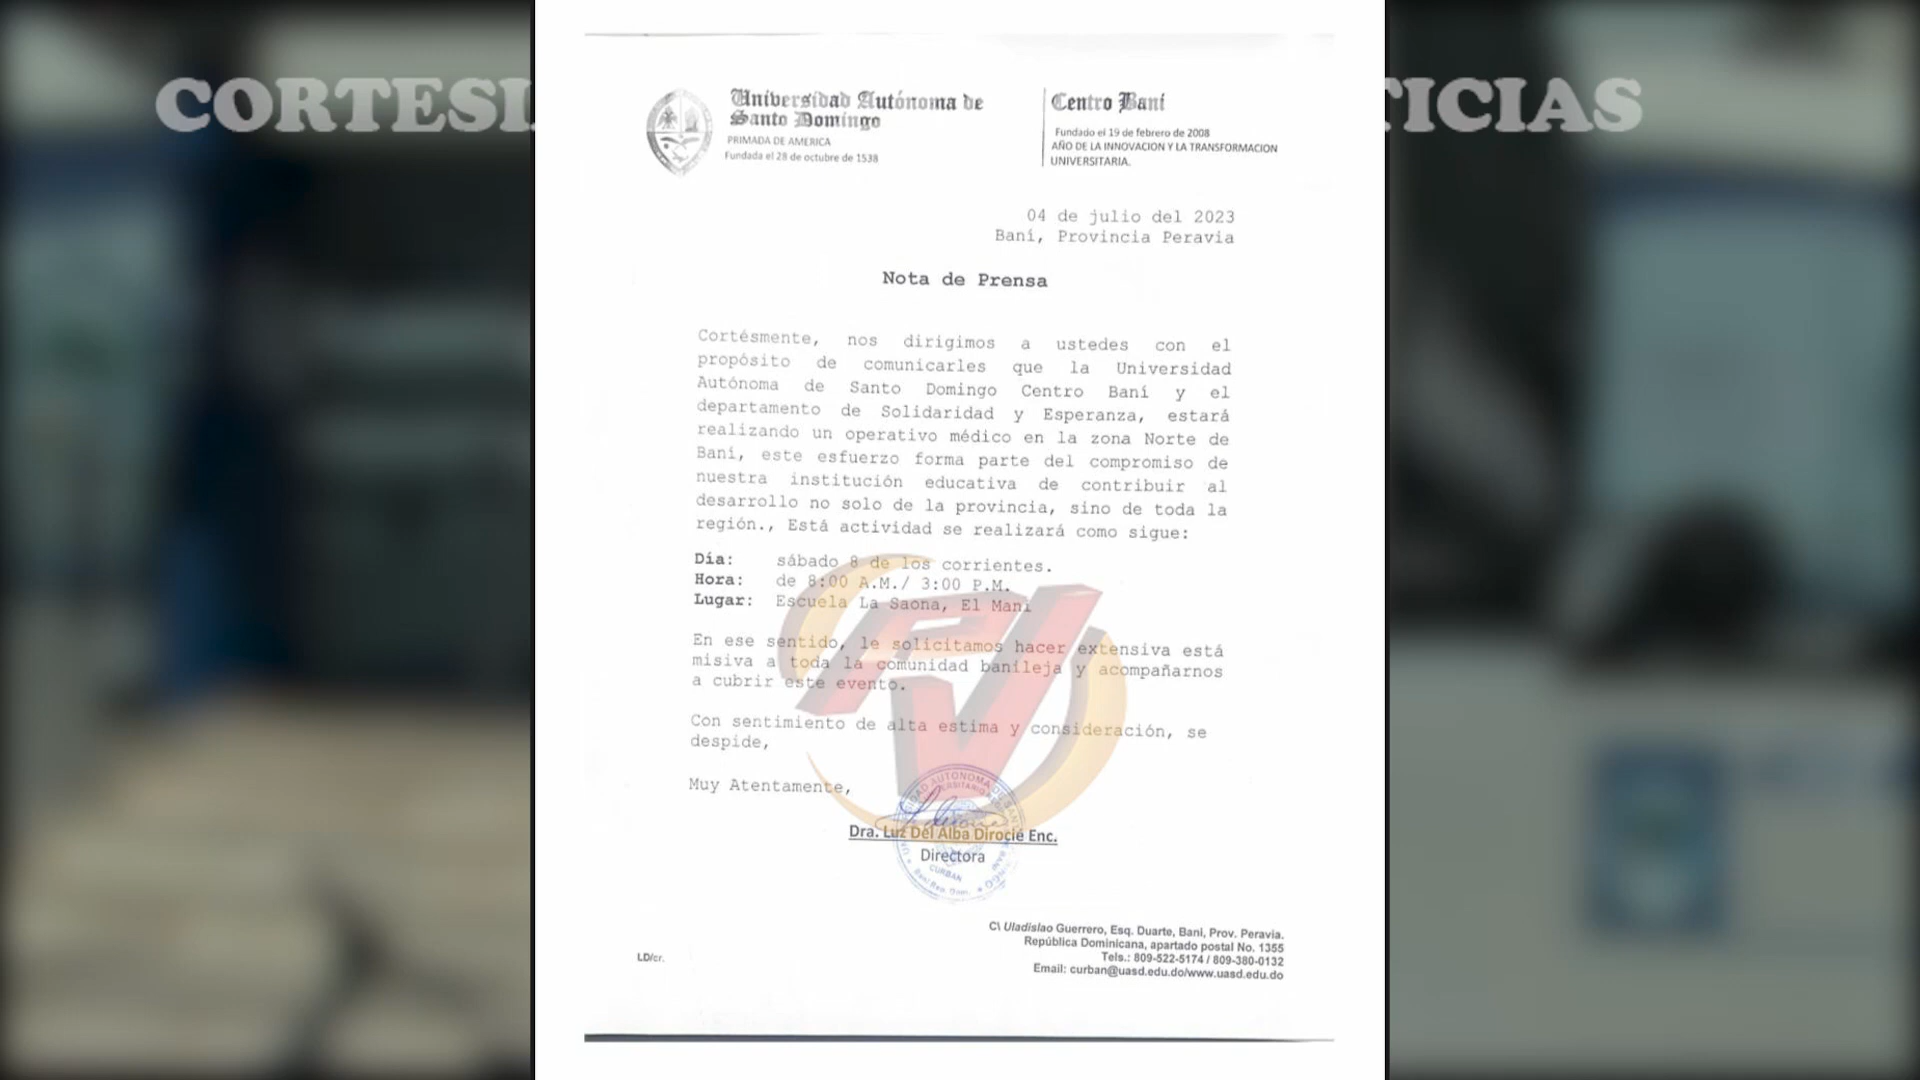 CORTESI
TICIAS
Universidad Autónoma de
Santo Domingo
PRIMADA DE AMERICA
Fundada el 28 de octubre de 1538
Centro Baní
Fundado el 19 de febrero de 2008
AÑO DE LA INNOVACION Y LA TRANSFORMACION
UNIVERSITARIA.
04 de julio del 2023
Baní, Provincia Peravia
Nota de Prensa
Cortésmente, nos dirigimos a ustedes con el
propósito de comunicarles que la Universidad
Autónoma de Santo Domingo Centro Baní y el
departamento de Solidaridad y Esperanza, estará
realizando un operativo médico en la zona Norte de
Baní, este esfuerzo forma parte del compromiso de
nuestra institución educativa de contribuir al
desarrollo no solo de la provincia, sino de toda la
región., Está actividad se realizará como sigue:
Día: sábado 8 de los corrientes.
Hora: de 8:00 A.M./ 3:00 P.M.
Lugar: Escuela La Saona, El Maní
En ese sentido, le solicitamos hacer extensiva está
misiva a toda la comunidad banileja y acompañarnos
a cubrir este evento.
Con sentimiento de alta estima y consideración, se
despide,
Muy Atentamente,
Dra. Luz Del Alba Dirocié Enc.
Directora
CURBAN
C\ Uladislao Guerrero, Esq. Duarte, Bani, Prov. Peravia.
República Dominicana, apartado postal No. 1355
Tels.: 809-522-5174 / 809-380-0132
Email: curban@uasd.edu.do/www.uasd.edu.do
LD/cr.